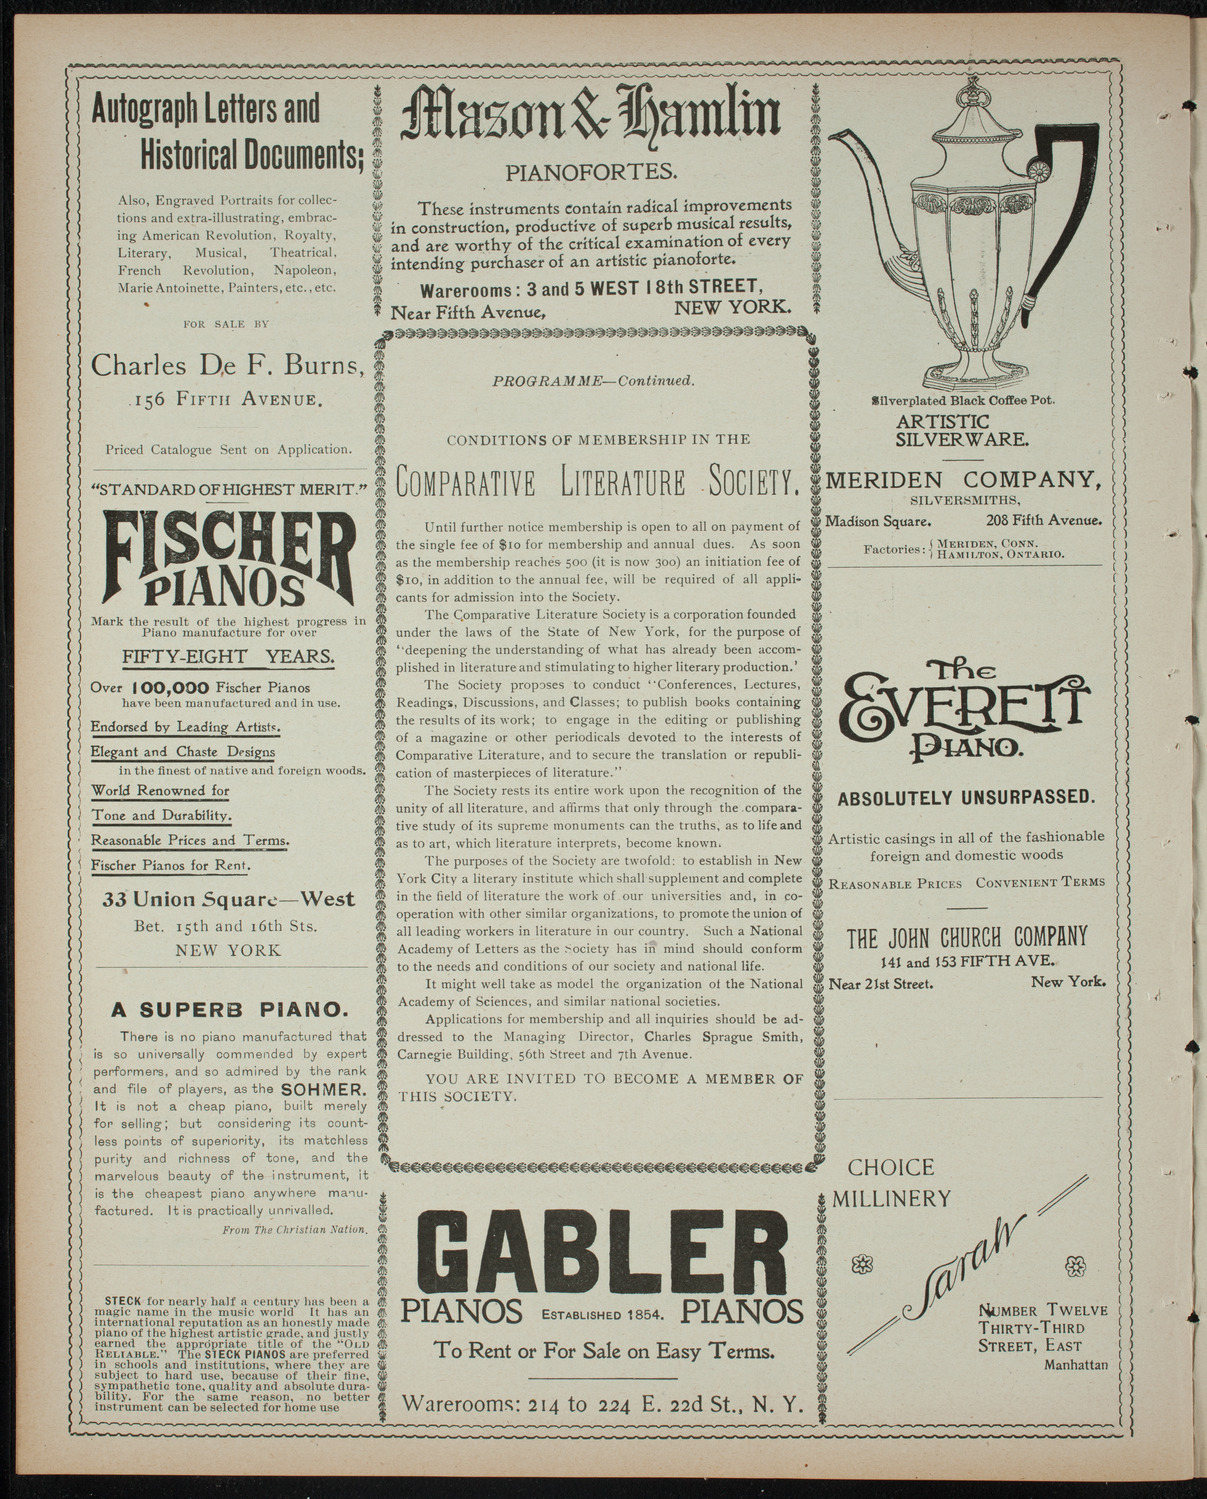 Autograph Letters and
Historical Documents;
Also, Engraved Portraits for collec-
tions and extra-illustrating, embrac-
ing American Revolution, Royalty,
Literary, Musical, Theatrical,
French Revolution, Napoleon,
Marie Antoinette, Painters, etc., etc.
FOR SALE BY
Charles De F. Burns,
156 FIFTH AVENUE.
Priced Catalogue Sent on Application.
"STANDARD OF HIGHEST MERIT."
FISCHER
PIANOS
Mark the result of the highest progress in
Piano manufacture for over
FIFTY-EIGHT YEARS.
Over 100,000 Fischer Pianos
have been manufactured and in use.
Endorsed by Leading Artists.
Elegant and Chaste Designs
in the finest of native and foreign woods.
World Renowned for
Tone and Durability.
Reasonable Prices and Terms.
Fischer Pianos for Rent.
33 Union Square—West
Bet. 15th and 16th Sts.
NEW YORK
A SUPERB PIANO.
There is no piano manufactured that
is so universally commended by expert
performers, and so admired by the rank
and file of players, as the SOHMER.
It is not a cheap piano, built merely
for selling; but considering its count-
less points of superiority, its matchless
purity and richness of tone, and the
marvelous beauty of the instrument, it
is the cheapest piano anywhere manu-
factured. It is practically unrivalled.
From The Christian Nation.
STECK for nearly half a century has been a
magic name in the music world It has an
international reputation as an honestly made
piano of the highest artistic grade, and justly
earned the appropriate title of the "OLD
RELIABLE." The STECK PIANOS are preferred
in schools and institutions, where they are
subject to hard use, because of their fine,
sympathetic tone, quality and absolute dura-
bility. For the same reason, no better
instrument can be selected for home use
Mason & Hamlin
PIANOFORTES.
These instruments contain radical improvements
in construction, productive of superb musical results,
and are worthy of the critical examination of every
intending purchaser of an artistic pianoforte.
Warerooms: 3 and 5 WEST 18th STREET,
Near Fifth Avenue, NEW YORK.
PROGRAMME—Continued.
CONDITIONS OF MEMBERSHIP IN THE
COMPARATIVE LITERATURE SOCIETY.
Until further notice membership is open to all on payment of
the single fee of $10 for membership and annual dues. As soon
as the membership reaches 500 (it is now 300) an initiation fee of
$10, in addition to the annual fee, will be required of all appli-
cants for admission into the Society.
The Comparative Literature Society is a corporation founded
under the laws of the State of New York, for the purpose of
"deepening the understanding of what has already been accom-
plished in literature and stimulating to higher literary production.'
The Society proposes to conduct "Conferences, Lectures,
Readings, Discussions, and Classes; to publish books containing
the results of its work; to engage in the editing or publishing
of a magazine or other periodicals devoted to the interests of
Comparative Literature, and to secure the translation or republi-
cation of masterpieces of literature."
The Society rests its entire work upon the recognition of the
unity of all literature, and affirms that only through the compara-
tive study of its supreme monuments can the truths, as to life and
as to art, which literature interprets, become known.
The purposes of the Society are twofold: to establish in New
York City a literary institute which shall supplement and complete
in the field of literature the work of our universities and, in co-
operation with other similar organizations, to promote the union of
all leading workers in literature in our country. Such a National
Academy of Letters as the Society has in mind should conform
to the needs and conditions of our society and national life.
It might well take as model the organization of the National
Academy of Sciences, and similar national societies.
Applications for membership and all inquiries should be ad-
dressed to the Managing Director, Charles Sprague Smith,
Carnegie Building, 56th Street and 7th Avenue.
YOU ARE INVITED TO BECOME A MEMBER OF
THIS SOCIETY.
GABLER
PIANOS ESTABLISHED 1854. PIANOS
To Rent or For Sale on Easy Terms.
Warerooms: 214 to 224 E. 22d St., N. Y.
Silverplated Black Coffee Pot.
ARTISTIC
SILVERWARE.
MERIDEN COMPANY,
SILVERSMITHS,
Madison Square. 208 Fifth Avenue.
Factories: { MERIDEN, CONN.
HAMILTON, ONTARIO.
The
EVERETT
PIANO.
ABSOLUTELY UNSURPASSED.
Artistic casings in all of the fashionable
foreign and domestic woods
REASONABLE PRICES CONVENIENT TERMS
THE JOHN CHURCH COMPANY
141 and 153 FIFTH AVE.
Near 21st Street. New York.
CHOICE
MILLINERY
Sarah
NUMBER TWELVE
THIRTY-THIRD
STREET, EAST
Manhattan